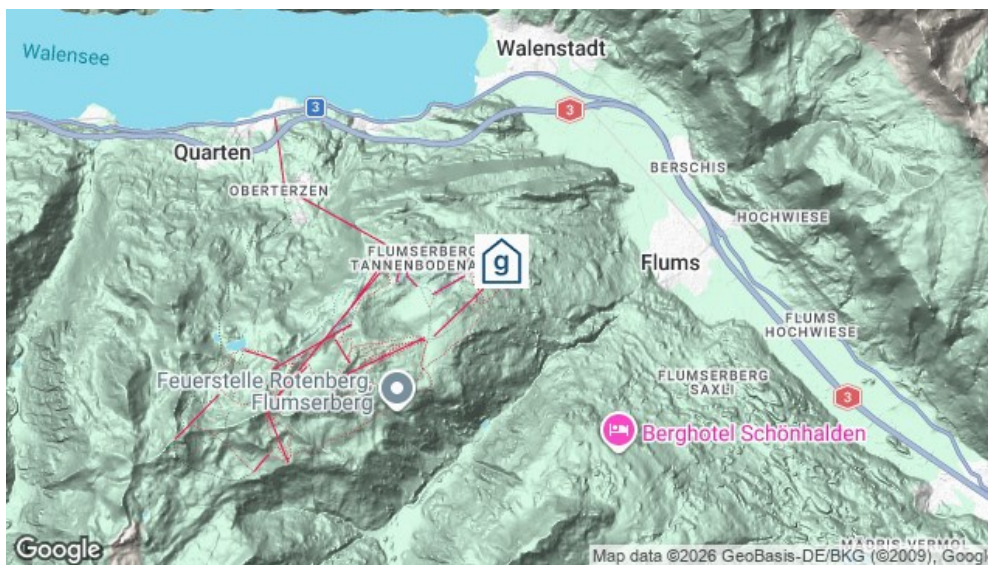 Walensee
Walenstadt
3
3
Quarten
BERSCHIS
OBERTERZEN
HOCHWIESE
FLUMSERBERG
TANNENBODENA
g
Flums
FLUMS
HOCHWIESE
Feuerstelle Rotenberg,
Flumserberg
FLUMSERBERG
SAXLI
3
Berghotel Schönhalden
Google
Map data ©2026 GeoBasis-DE/BKG (©2009), Googl